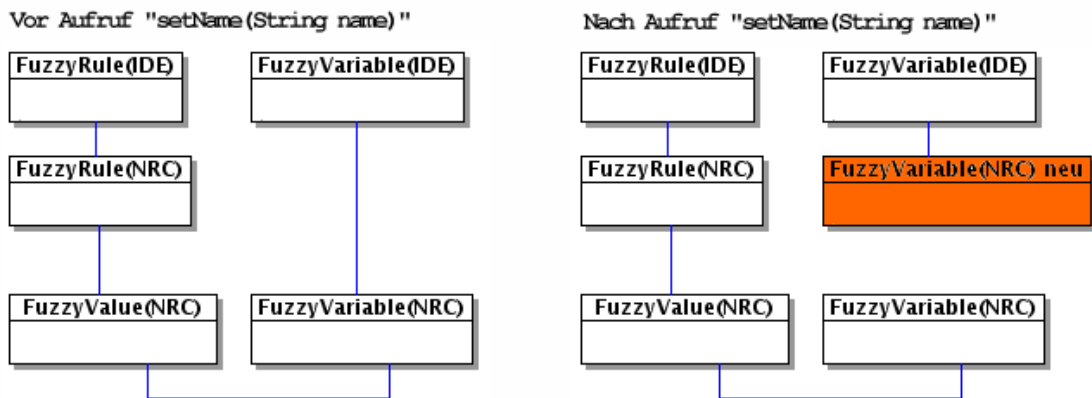 Vor Aufruf "setName(String name)"
FuzzyRule(IDE)
FuzzyVariable(IDE)
FuzzyRule(NRC)
FuzzyValue(NRC)
FuzzyVariable(NRC)
Nach Aufruf "setName(String name)"
FuzzyRule(IDE)
FuzzyVariable(IDE)
FuzzyRule(NRC)
FuzzyVariable(NRC) neu
FuzzyValue(NRC)
FuzzyVariable(NRC)